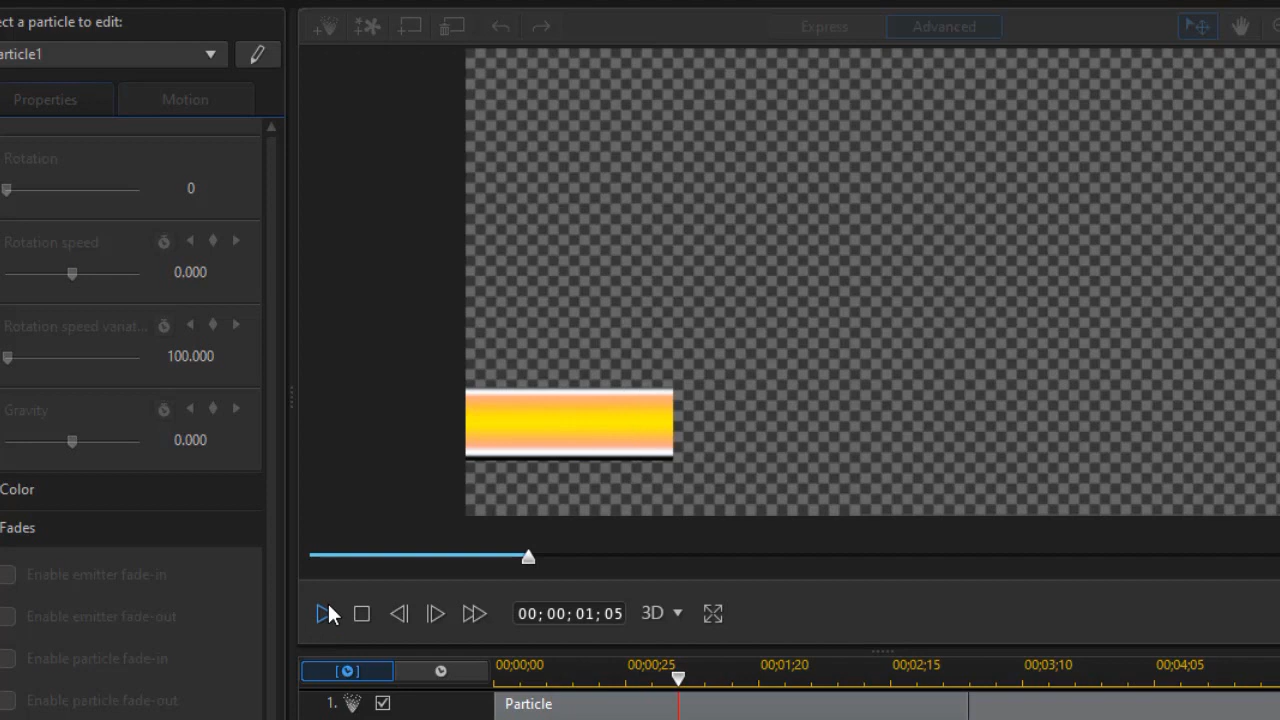 ect a particle to edit:
article1
Express
Advanced
Properties
Motion
Rotation
0
Rotation speed
0.000
Rotation speed variat...
100.000
Gravity
0.000
Color
Fades
Enable emitter fade-in
Enable emitter fade-out
Enable particle fade-in
Enable particle fade-out
00;00;01;05
3D
00;00;00
00;00;25
00;01;20
00;02;15
00;03;10
00;04;05
1.
Particle